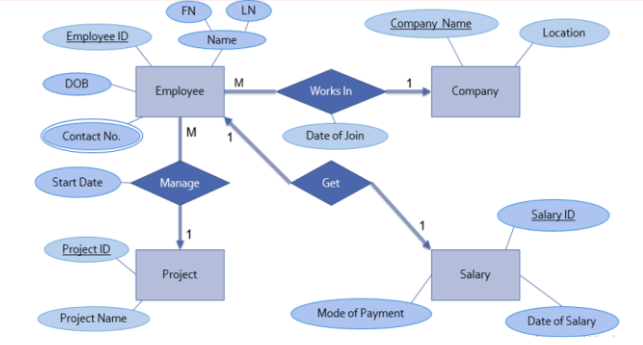 FN
LN
Employee ID
Name
Company Name
Location
DOB
Employee
M
Works In
1
Company
Contact No.
M
1
Date of Join
Start Date
Manage
Get
1
1
Salary ID
Project ID
Project
Salary
Project Name
Mode of Payment
Date of Salary